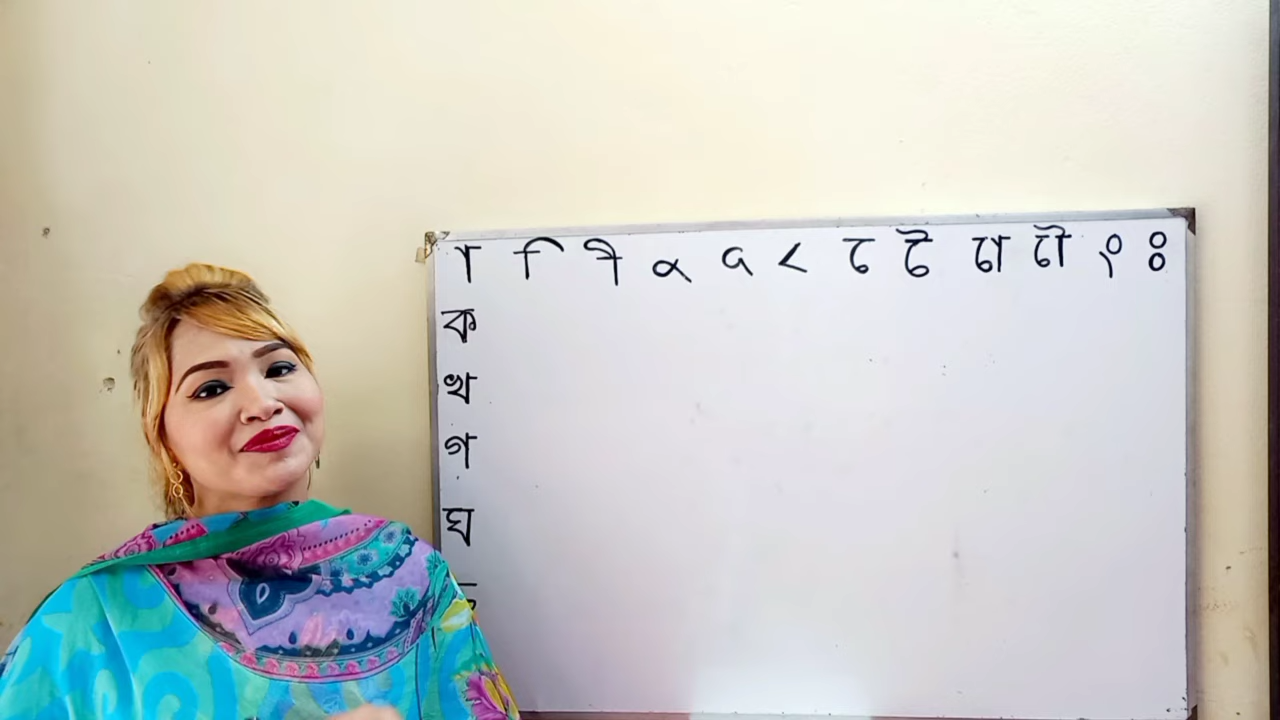 া ি ী ু ূ ৃ ে ৈ ো ৌ ং ঃ
ক
খ
গ
ঘ